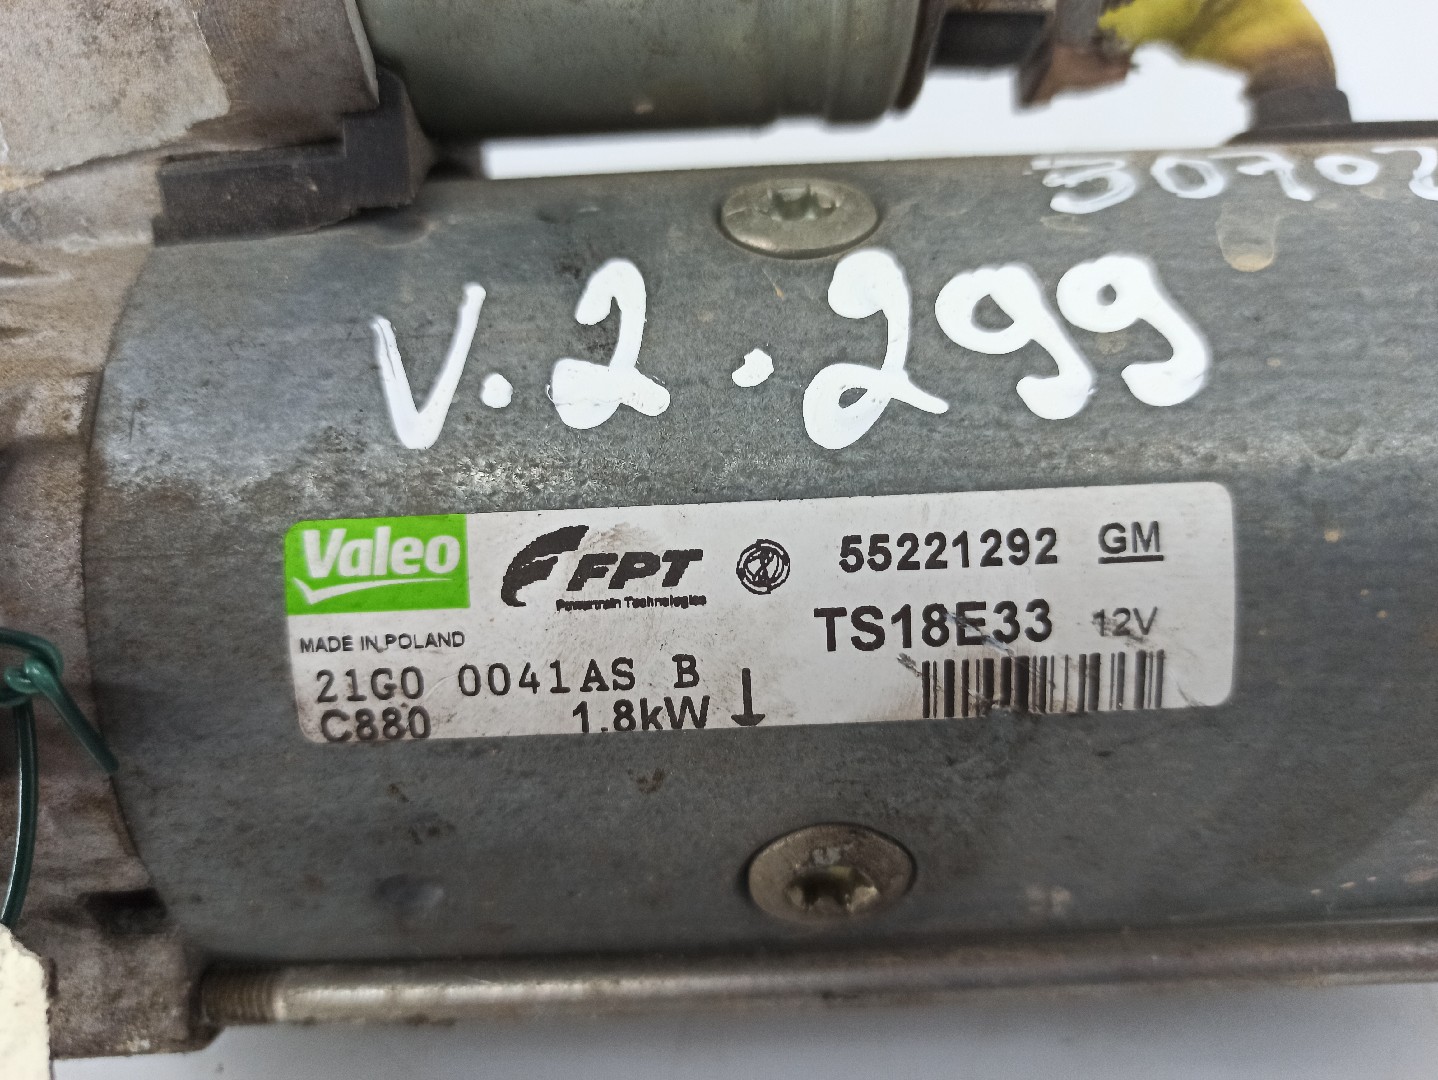 30702
V.2.299
Valeo FPT 55221292 GM
Powertrain Technologies
TS18E33 12V
MADE IN POLAND
21G0 0041AS B
C880 1.8kW